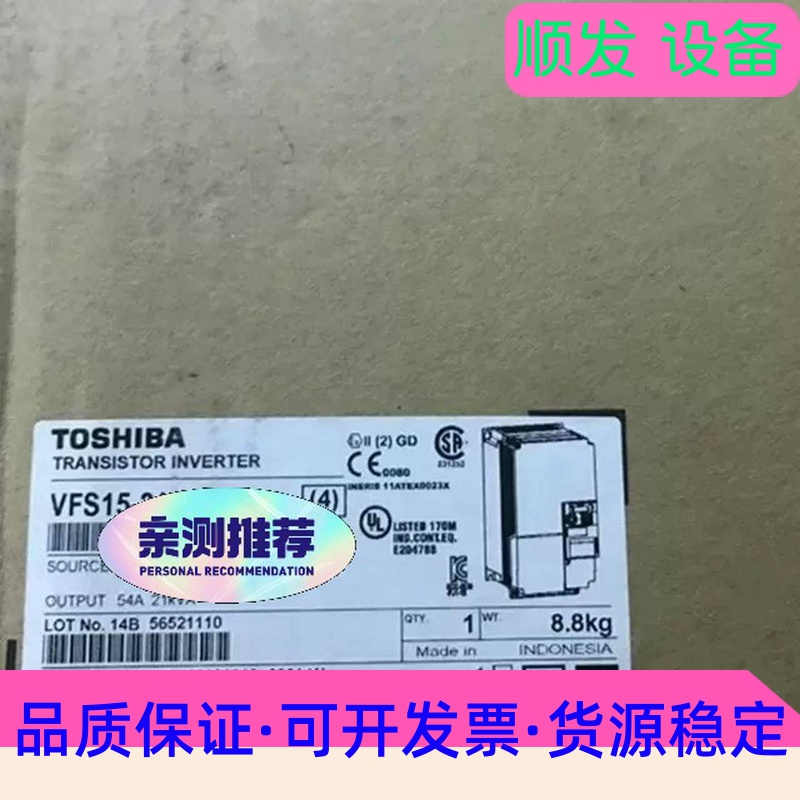 顺发 设备
TOSHIBA
TRANSISTOR INVERTER
II (2) GD
CE 0080
INERIS 11ATEX0023X
VFS15-
(4)
亲测推荐
PERSONAL RECOMMENDATION
UL LISTED 170M
IND.CONT.EQ.
E204788
SOURCE
OUTPUT 54A 21kVA
LOT No. 14B 56521110
QTY. 1 WT. 8.8kg
Made in INDONESIA
品质保证·可开发票·货源稳定